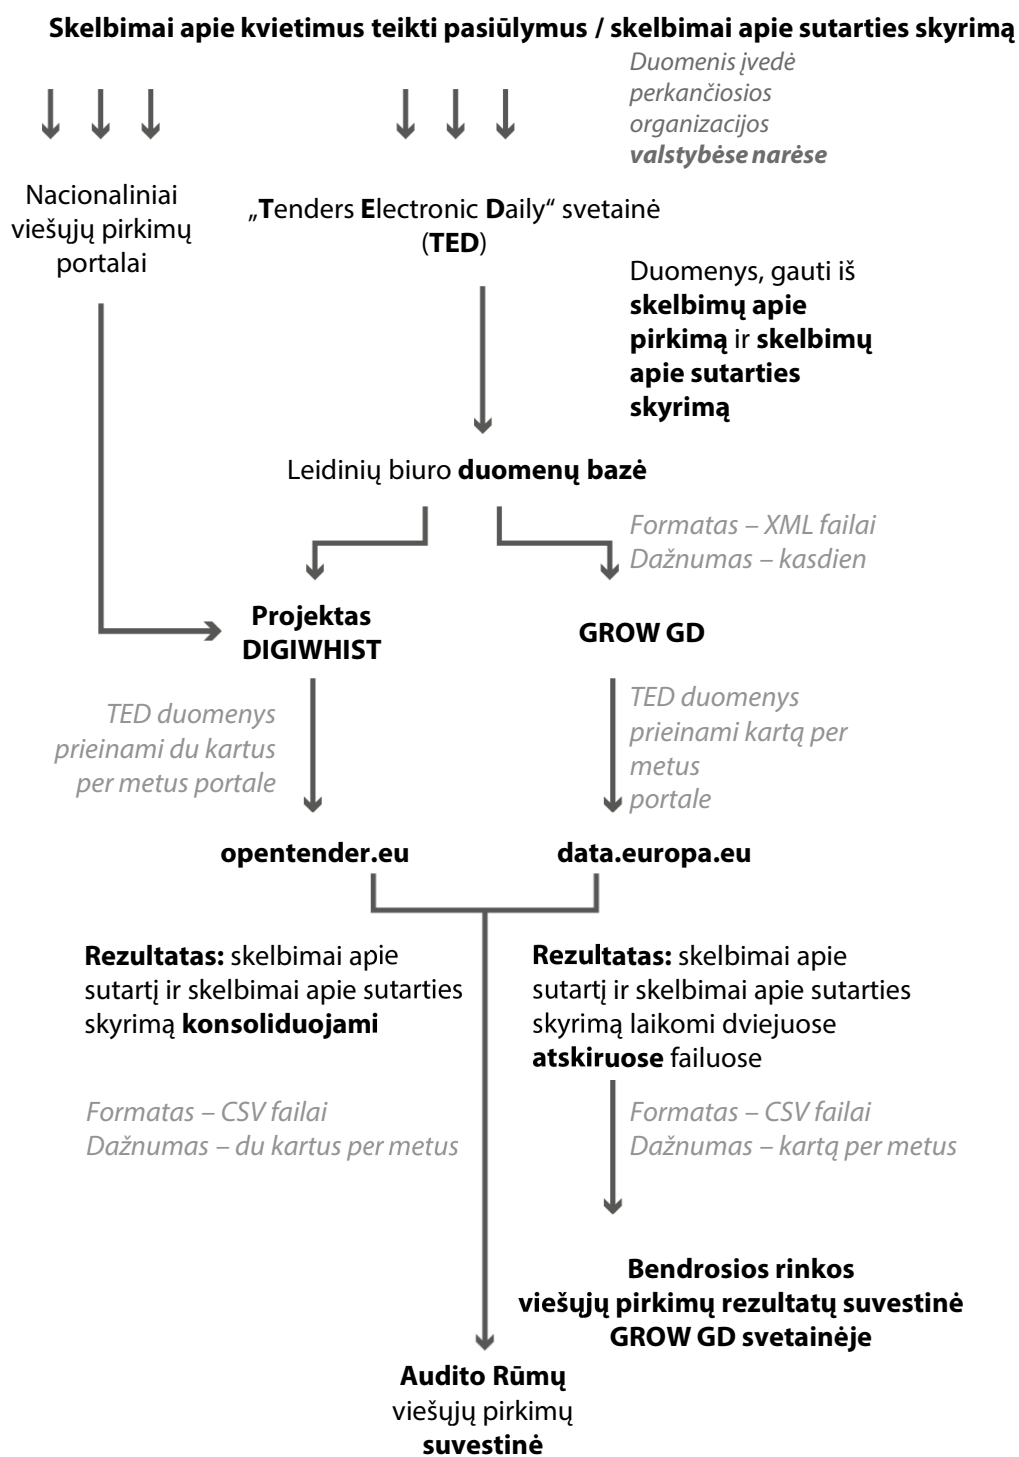 Skelbimai apie kvietimus teikti pasiūlymus / skelbimai apie sutarties skyrimą
Duomenis įvedė
perkančiosios
organizacijos
valstybėse narėse
Nacionaliniai
viešųjų pirkimų
portalai
„Tenders Electronic Daily“ svetainė
(TED)
Duomenys, gauti iš
skelbimų apie
pirkimą ir skelbimų
apie sutarties
skyrimą
Leidinių biuro duomenų bazė
Formatas – XML failai
Dažnumas – kasdien
Projektas
DIGIWHIST
GROW GD
TED duomenys
prieinami du kartus
per metus portale
TED duomenys
prieinami kartą per
metus
portale
opentender.eu
data.europa.eu
Rezultatas: skelbimai apie
sutartį ir skelbimai apie sutarties
skyrimą konsoliduojami
Rezultatas: skelbimai apie
sutartį ir skelbimai apie sutarties
skyrimą laikomi dviejuose
atskiruose failuose
Formatas – CSV failai
Dažnumas – du kartus per metus
Formatas – CSV failai
Dažnumas – kartą per metus
Bendrosios rinkos
viešųjų pirkimų rezultatų suvestinė
GROW GD svetainėje
Audito Rūmų
viešųjų pirkimų
suvestinė